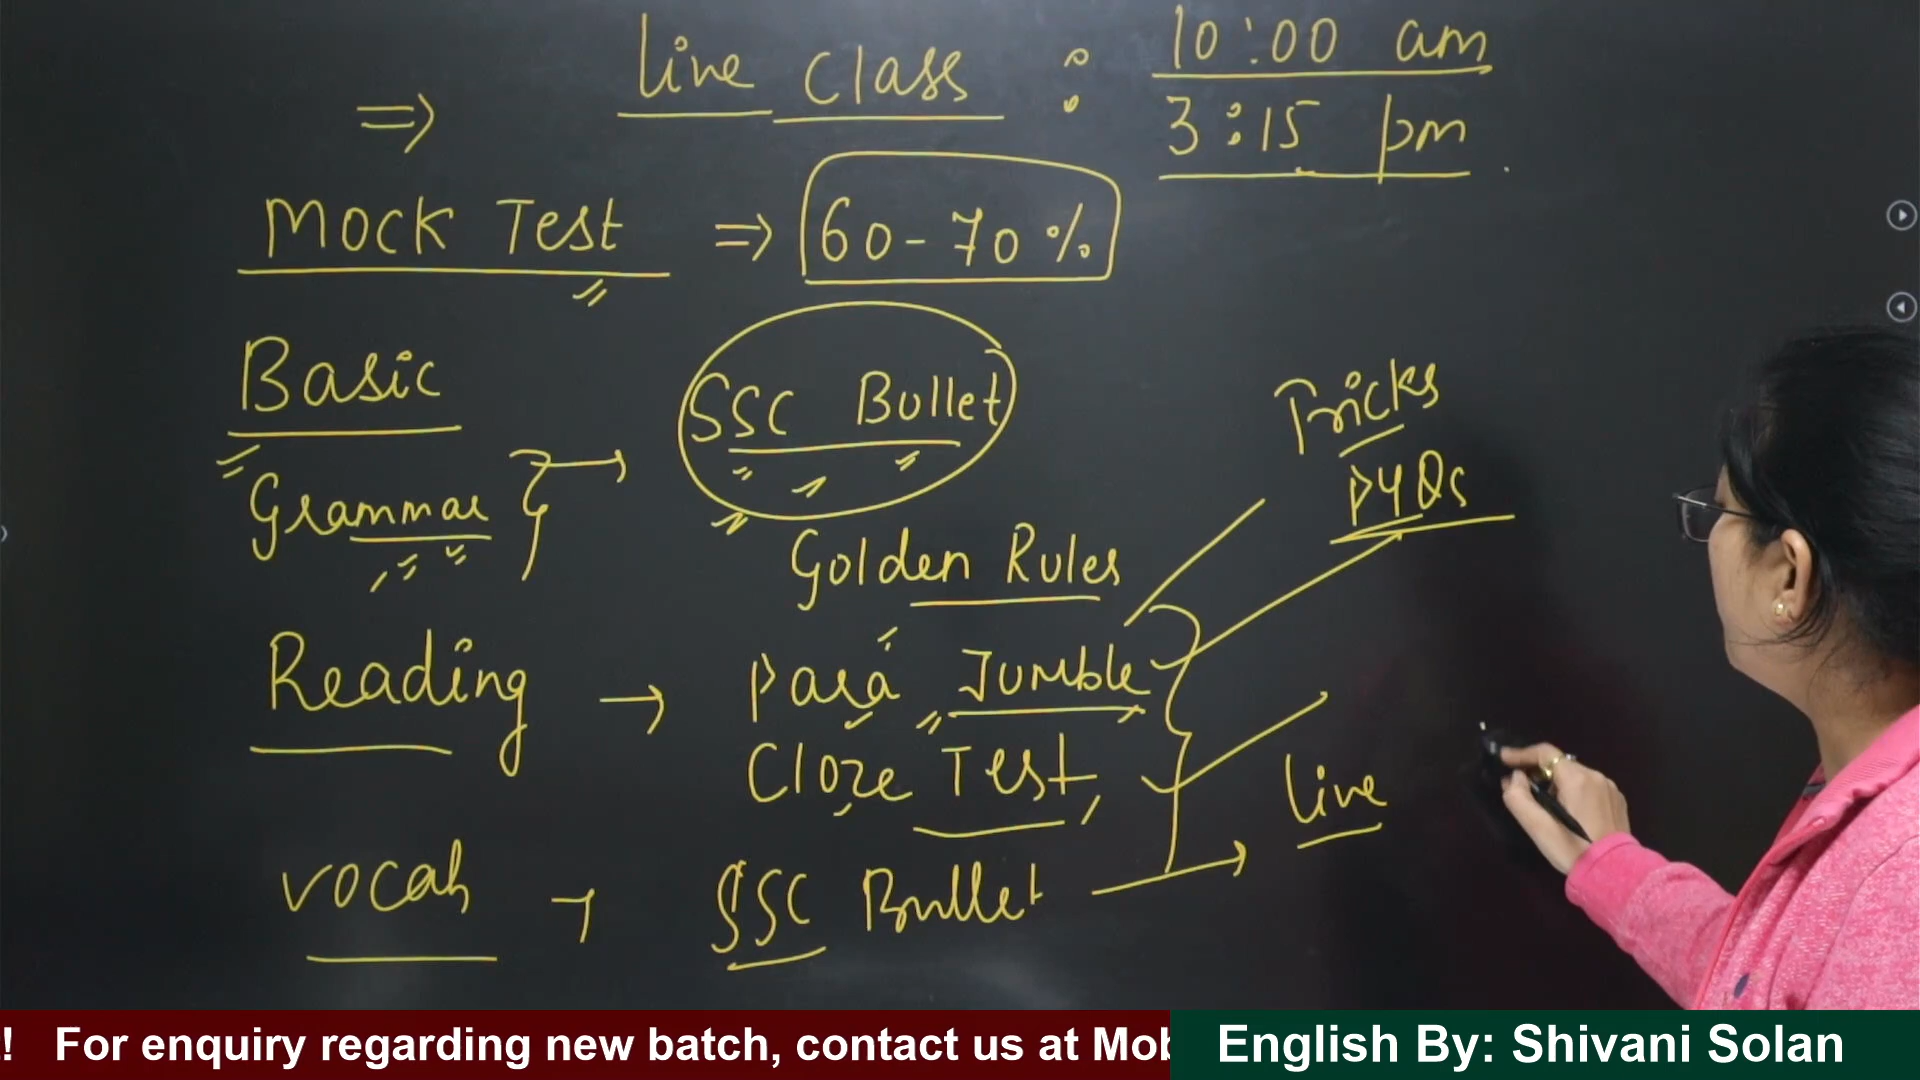 ⇒ Live Class : 10:00 am
3:15 pm
Mock Test ⇒ 60-70%
Basic
Grammar → SSC Bullet
Golden Rules
Tricks
PYQs
Reading → Para Jumble
Cloze Test
Live
Vocab → SSC Bullet →
! For enquiry regarding new batch, contact us at Mob
English By: Shivani Solan